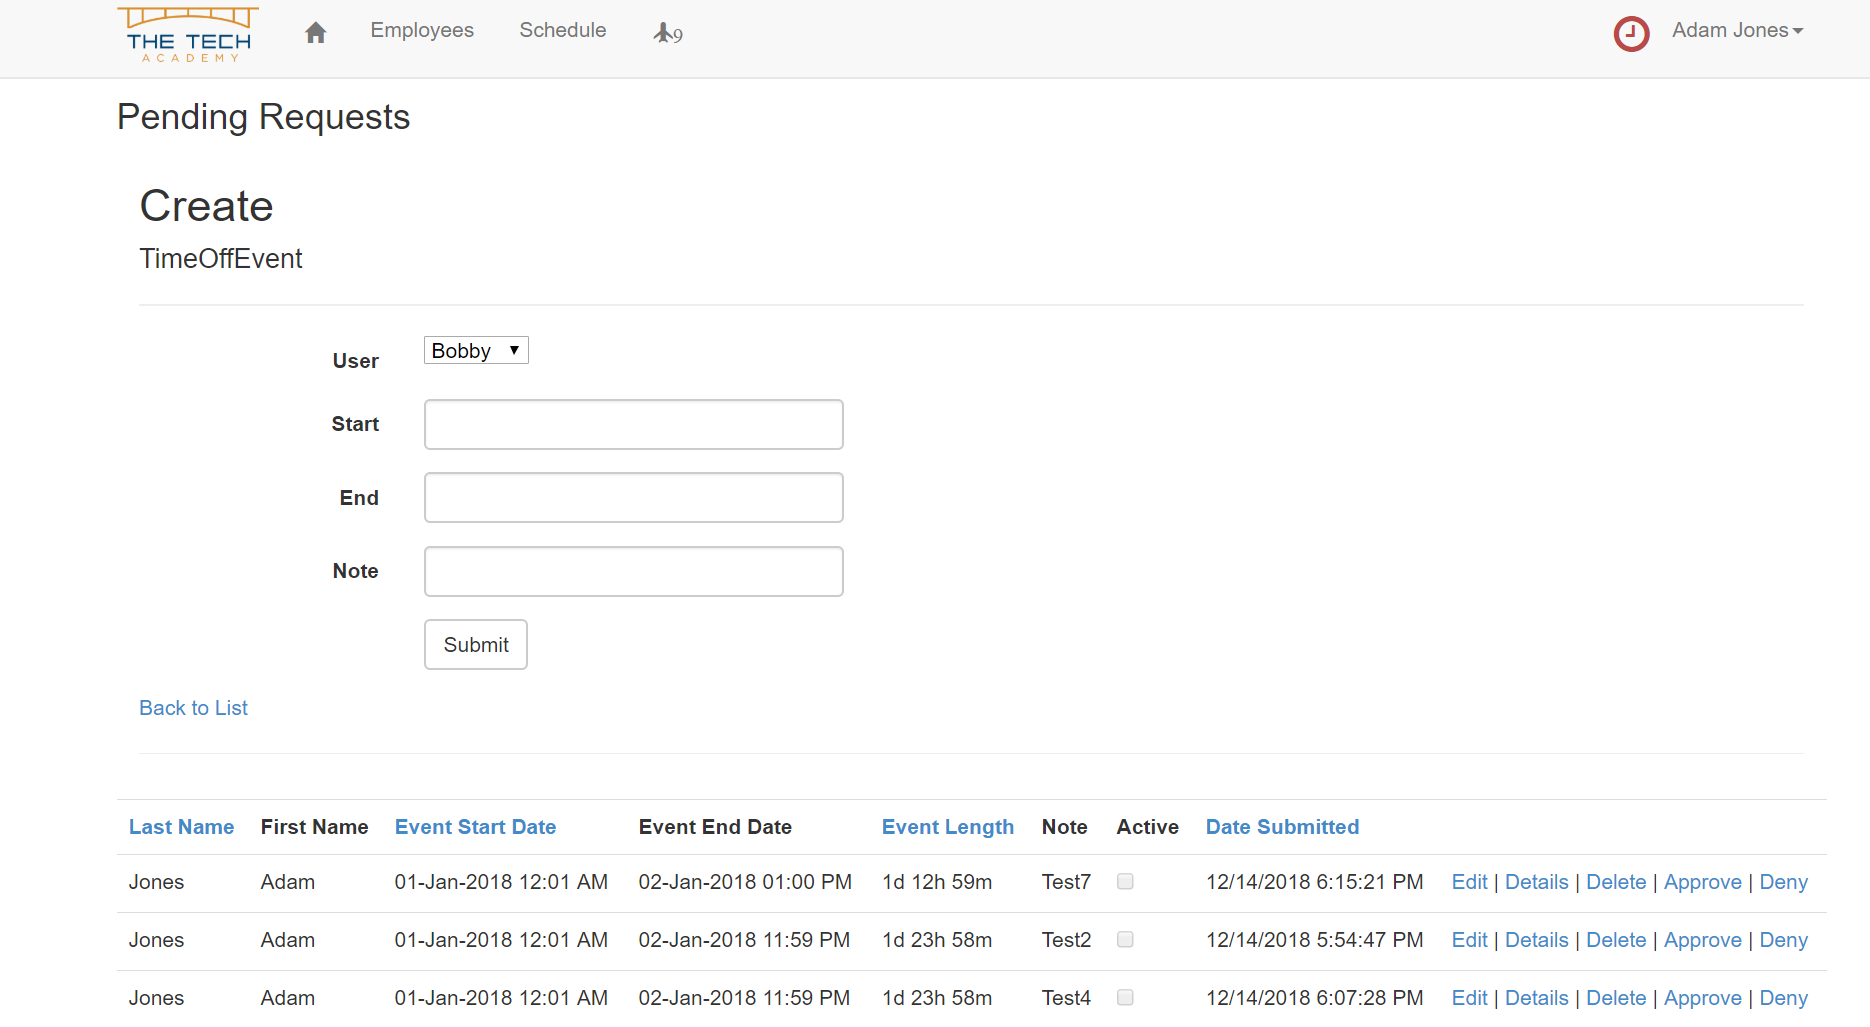 THE TECH
ACADEMY
Employees Schedule 9 Adam Jones
Pending Requests
Create
TimeOffEvent
User Bobby
Start
End
Note
Submit
Back to List
Last Name First Name Event Start Date Event End Date Event Length Note Active Date Submitted
Jones Adam 01-Jan-2018 12:01 AM 02-Jan-2018 01:00 PM 1d 12h 59m Test7 12/14/2018 6:15:21 PM Edit | Details | Delete | Approve | Deny
Jones Adam 01-Jan-2018 12:01 AM 02-Jan-2018 11:59 PM 1d 23h 58m Test2 12/14/2018 5:54:47 PM Edit | Details | Delete | Approve | Deny
Jones Adam 01-Jan-2018 12:01 AM 02-Jan-2018 11:59 PM 1d 23h 58m Test4 12/14/2018 6:07:28 PM Edit | Details | Delete | Approve | Deny